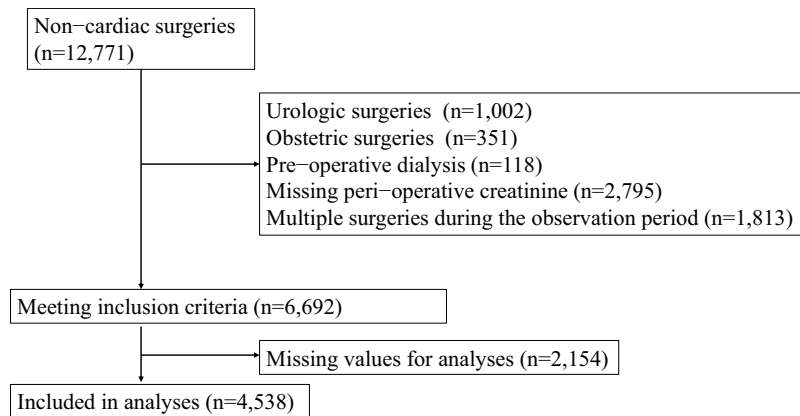 Non−cardiac surgeries
(n=12,771)
Urologic surgeries (n=1,002)
Obstetric surgeries (n=351)
Pre−operative dialysis (n=118)
Missing peri−operative creatinine (n=2,795)
Multiple surgeries during the observation period (n=1,813)
Meeting inclusion criteria (n=6,692)
Missing values for analyses (n=2,154)
Included in analyses (n=4,538)